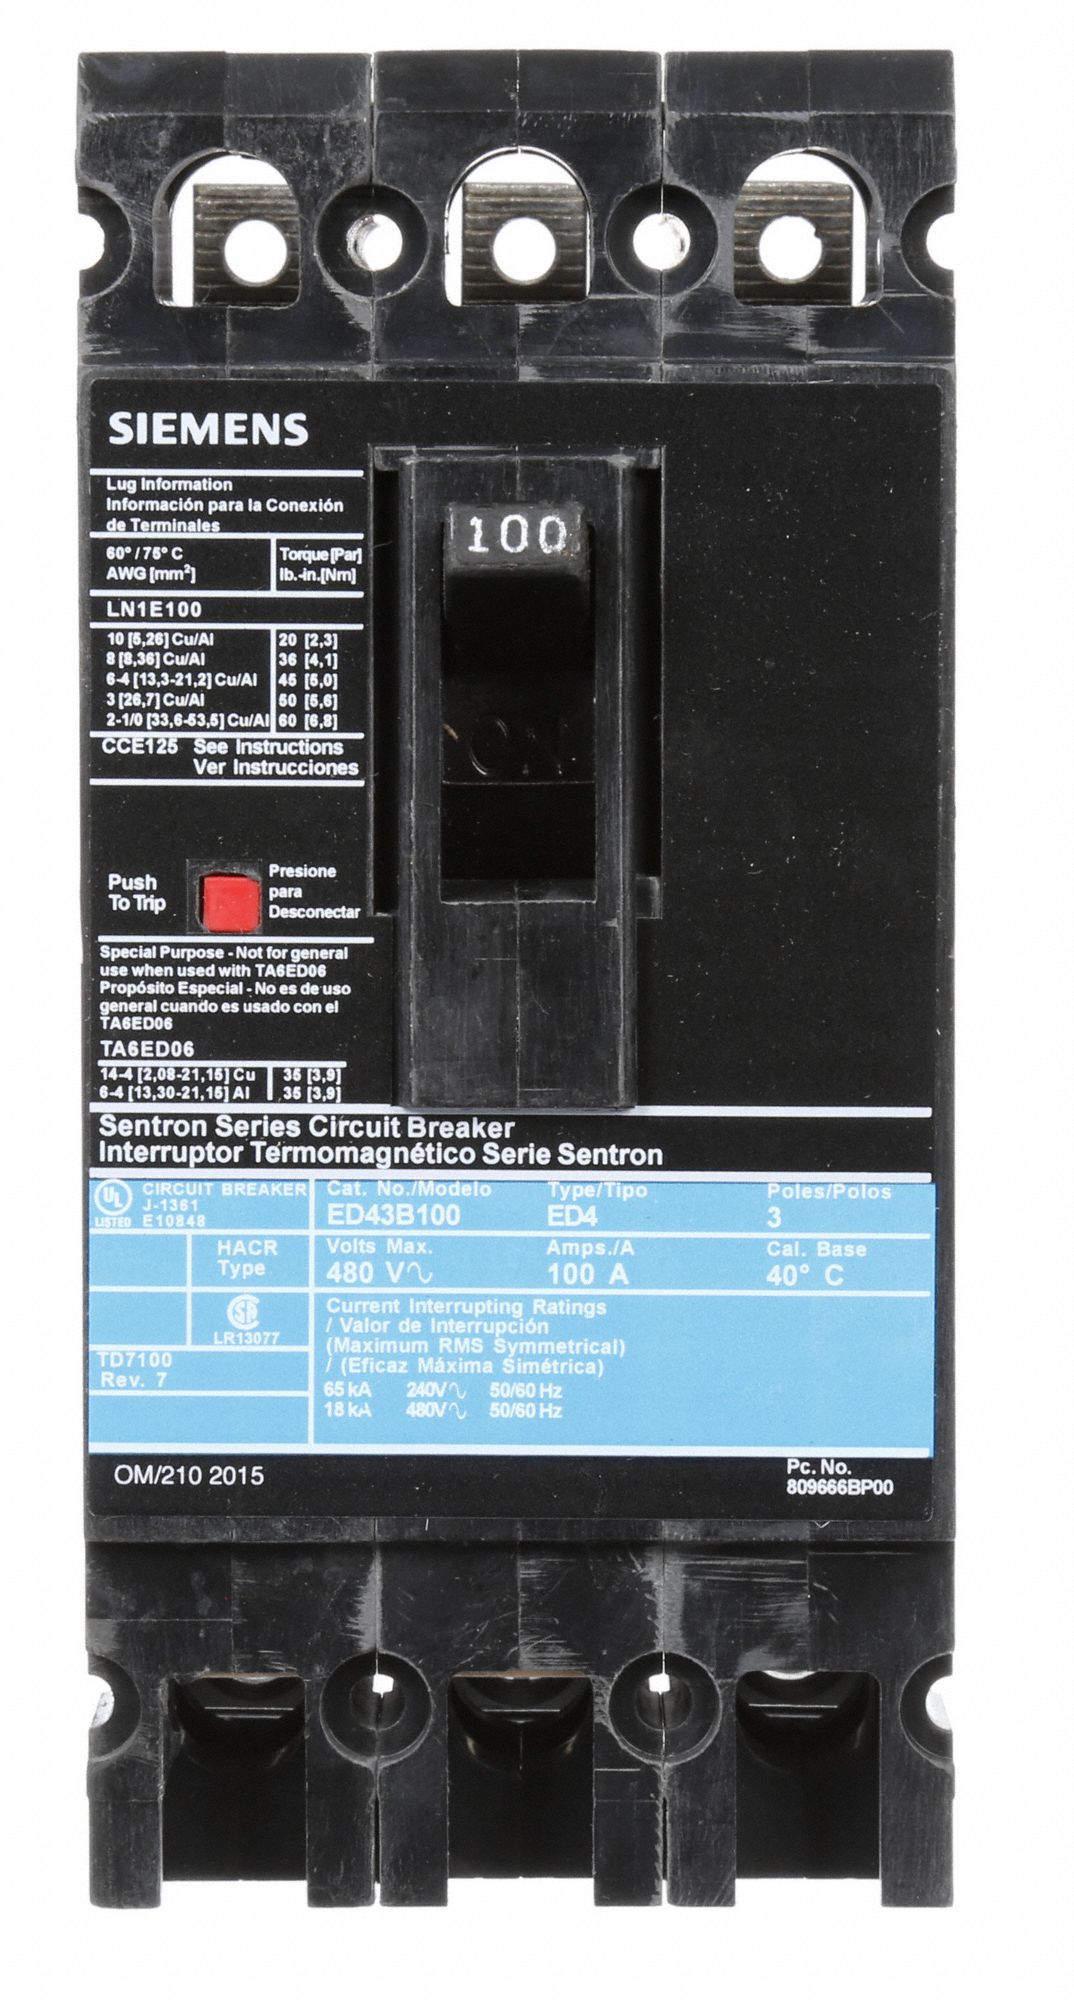 SIEMENS
Lug Information
Información para la Conexión
de Terminales
60° / 75° C
AWG [mm²]
Torque [Par]
lb.-in.[Nm]
LN1E100
10 [5,26] Cu/Al 20 [2,3]
8 [8,36] Cu/Al 36 [4,1]
6-4 [13,3-21,2] Cu/Al 45 [5,0]
3 [26,7] Cu/Al 50 [5,6]
2-1/0 [33,6-53,5] Cu/Al 60 [6,8]
CCE125 See Instructions
Ver Instrucciones
100
ON
Push
To Trip
Presione
para
Desconectar
Special Purpose - Not for general
use when used with TA6ED06
Propósito Especial - No es de uso
general cuando es usado con el
TA6ED06
TA6ED06
14-4 [2,08-21,15] Cu 35 [3,9]
6-4 [13,30-21,15] Al 35 [3,9]
Sentron Series Circuit Breaker
Interruptor Termomagnético Serie Sentron
UL
LISTED
CIRCUIT BREAKER
J-1361
E10848
HACR
Type
SA
LR13077
TD7100
Rev. 7
Cat. No./Modelo
ED43B100
Type/Tipo
ED4
Poles/Polos
3
Volts Max.
480 V∿
Amps./A
100 A
Cal. Base
40° C
Current Interrupting Ratings
/ Valor de Interrupción
(Maximum RMS Symmetrical)
/ (Eficaz Máxima Simétrica)
65 kA 240V∿ 50/60 Hz
18 kA 480V∿ 50/60 Hz
OM/210 2015
Pc. No.
809666BP00